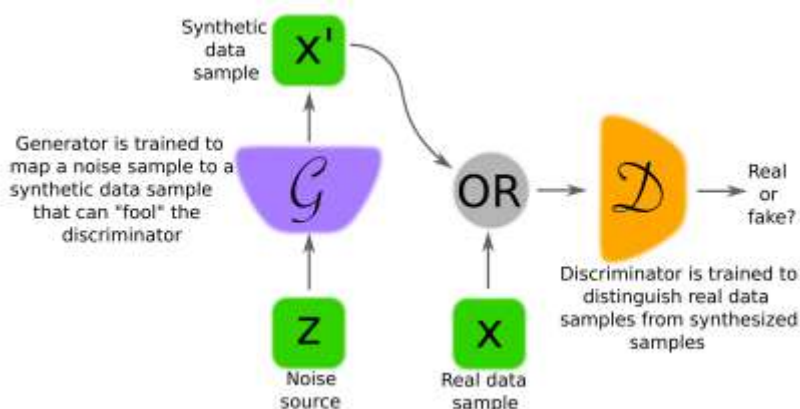 Synthetic
data
sample
x'
Generator is trained to
map a noise sample to a
synthetic data sample
that can "fool" the
discriminator
G
z
Noise
source
OR
x
Real data
sample
D
Real
or
fake?
Discriminator is trained to
distinguish real data
samples from synthesized
samples